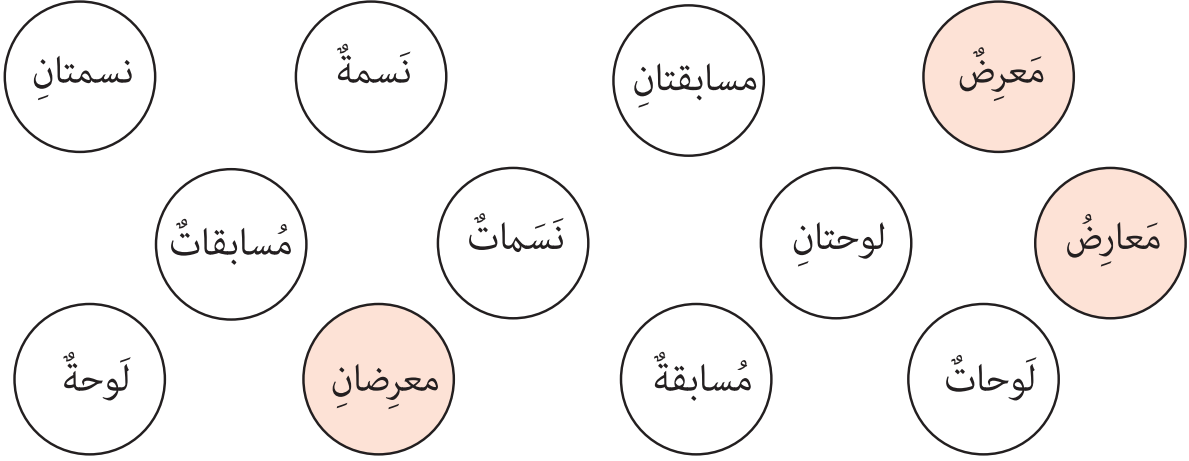 مَعرِضٌ
مسابقتانِ
نَسمةٌ
نسمتانِ
مَعارِضُ
لوحتانِ
نَسَماتٌ
مُسابقاتٌ
لَوحاتٌ
مُسابقةٌ
معرِضانِ
لَوحةٌ